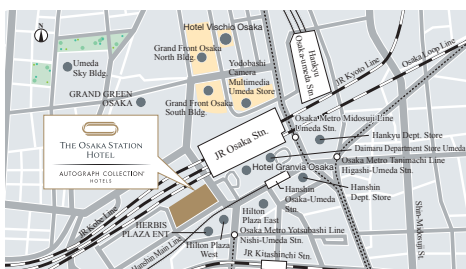 N
Umeda
Sky Bldg.
GRAND GREEN
OSAKA
Hotel Vischio Osaka
Grand Front Osaka
North Bldg.
Yodobashi
Camera
Multimedia
Umeda Store
Grand Front Osaka
South Bldg.
Hankyu
Osaka-umeda Stn.
JR Kyoto Line
Osaka Loop Line
THE OSAKA STATION
HOTEL
AUTOGRAPH COLLECTION®
HOTELS
JR Osaka Stn.
Osaka Metro Midosuji Line
Umeda Stn.
Hankyu Dept. Store
Daimaru Department Store Umeda
Osaka Metro Tanimachi Line
Higashi-Umeda Stn.
Hotel Granvia Osaka
Hanshin
Osaka-Umeda
Stn.
Hanshin
Dept. Store
JR Kobe Line
HERBIS
PLAZA ENT
Hanshin Main Line
Hilton
Plaza West
Hilton
Plaza East
Osaka Metro Yotsubashi Line
Nishi-Umeda Stn.
JR Kitashinchi Stn.
Shin-Midosuji St.